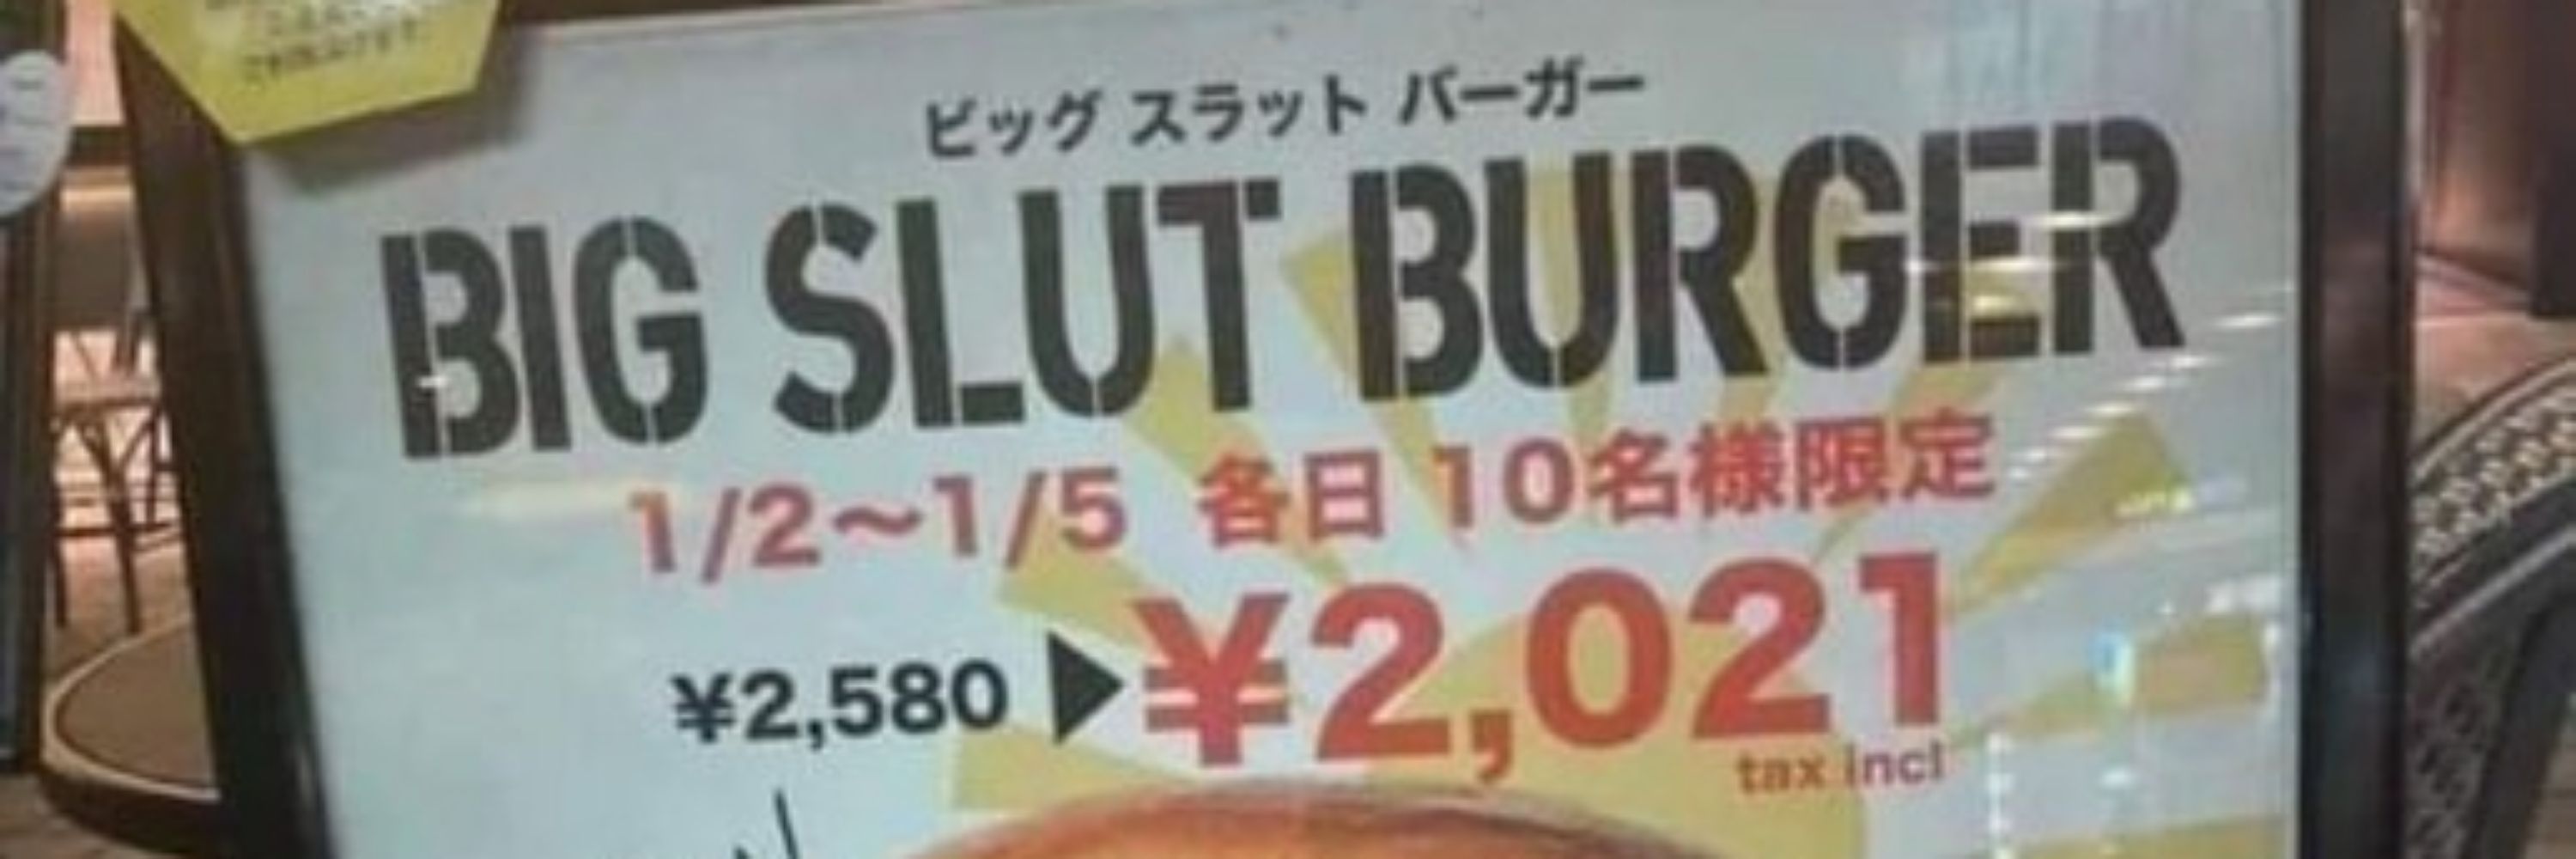 ビッグ スラット バーガー
BIG SLUT BURGER
1/2〜1/5 各日 10名様限定
¥2,580▶¥2,021
tax incl